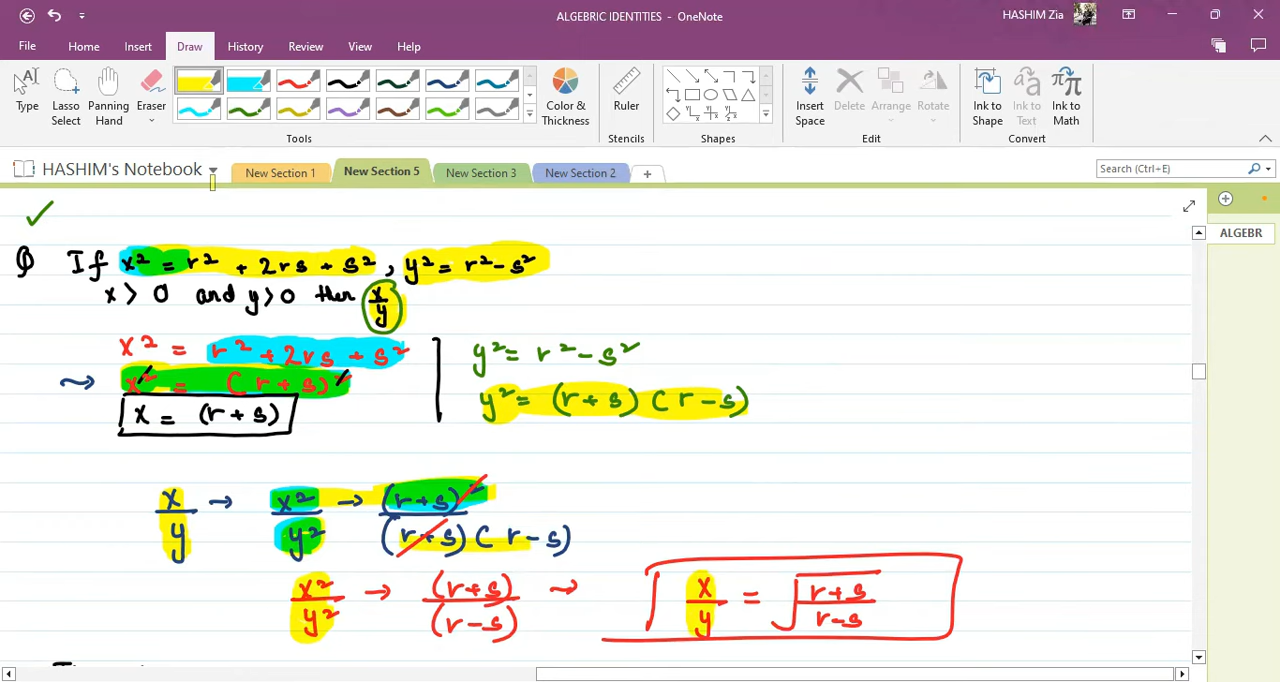 ALGEBRIC IDENTITIES - OneNote
HASHIM Zia
File Home Insert Draw History Review View Help
Type
Lasso Select
Panning Hand
Eraser
Color & Thickness
Ruler
Insert Space
Delete
Arrange
Rotate
Ink to Shape
Ink to Text
Ink to Math
Tools
Stencils
Shapes
Edit
Convert
HASHIM's Notebook
New Section 1
New Section 5
New Section 3
New Section 2
Search (Ctrl+E)
ALGEBR
✓
Q If x² = r² + 2rs + s² , y² = r² - s²
x > 0 and y > 0 then x/y
x² = r² + 2rs + s²
⇝ x² = (r + s)²
x = (r + s)
y² = r² - s²
y² = (r + s) (r - s)
x/y → x²/y² → (r + s)²/(r + s)(r - s)
x²/y² → (r + s)/(r - s) → x/y = √(r + s/r - s)